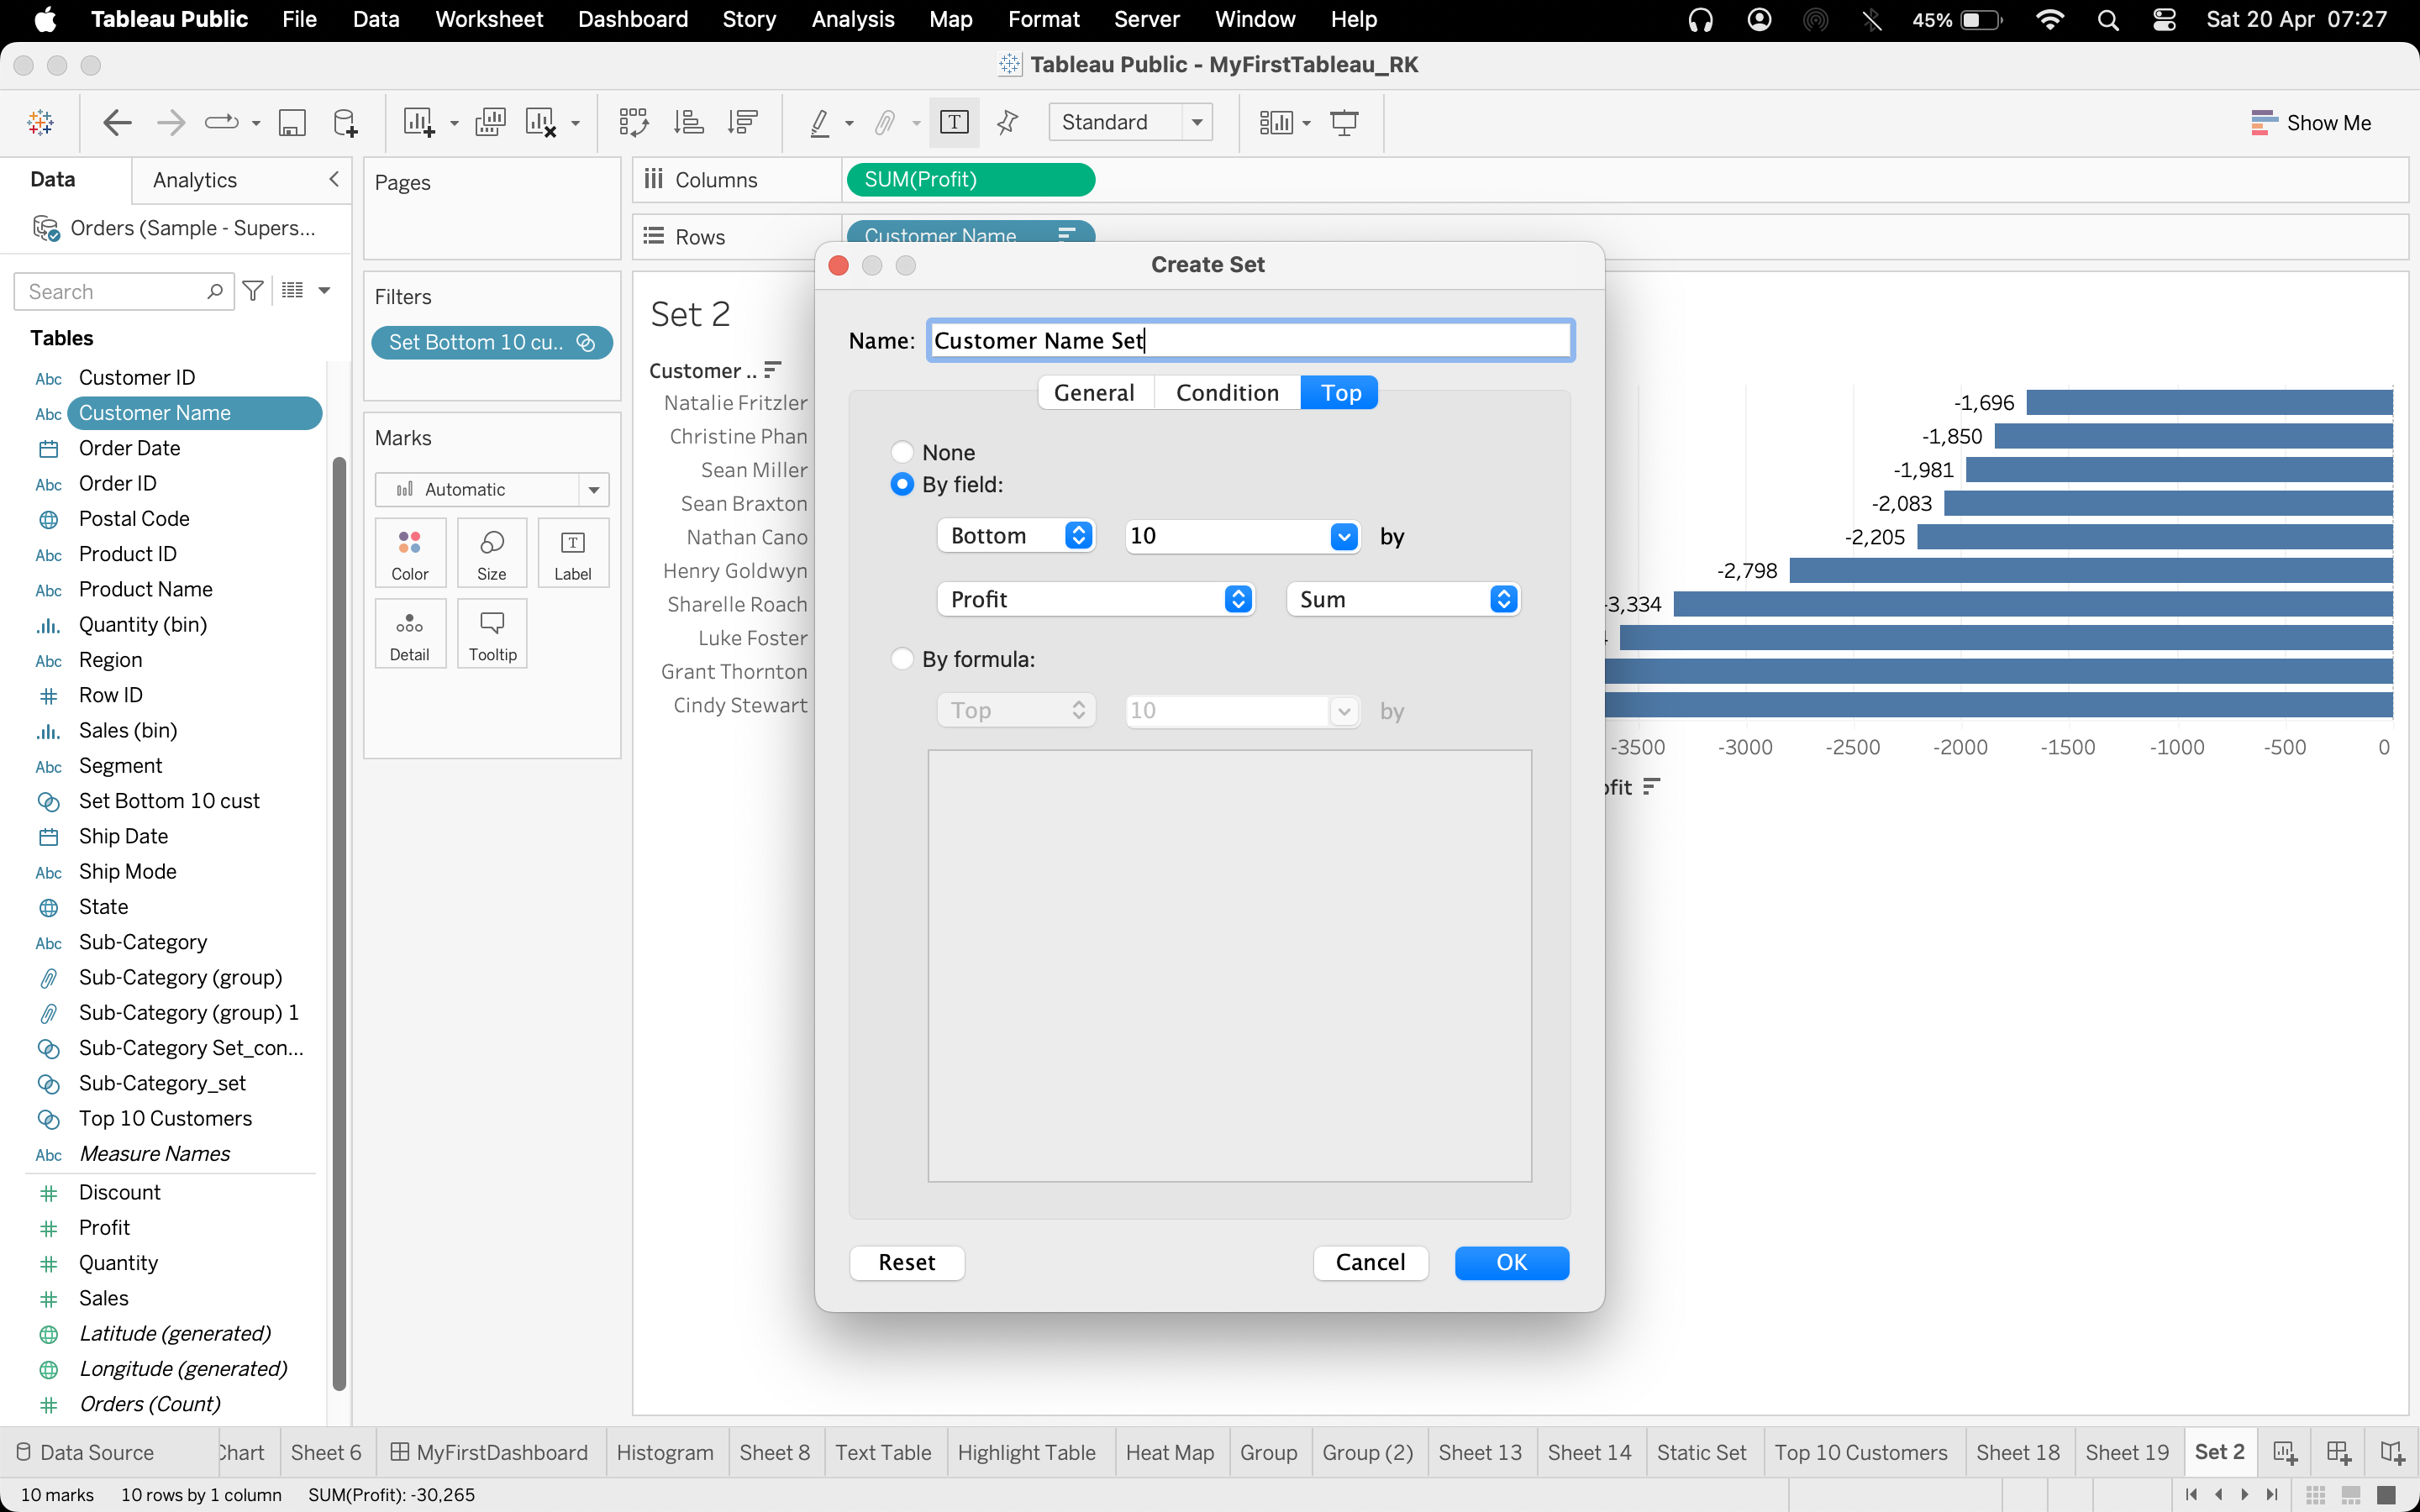 Tableau Public File Data Worksheet Dashboard Story Analysis Map Format Server Window Help 45% Sat 20 Apr 07:27
Tableau Public - MyFirstTableau_RK
Standard
Show Me
Data
Analytics
Orders (Sample - Supers...
Search
Tables
Abc Customer ID
Abc Customer Name
Order Date
Abc Order ID
Postal Code
Abc Product ID
Abc Product Name
Quantity (bin)
Abc Region
Row ID
Sales (bin)
Abc Segment
Set Bottom 10 cust
Ship Date
Abc Ship Mode
State
Abc Sub-Category
Sub-Category (group)
Sub-Category (group) 1
Sub-Category Set_con...
Sub-Category_set
Top 10 Customers
Abc Measure Names
Discount
Profit
Quantity
Sales
Latitude (generated)
Longitude (generated)
Orders (Count)
Pages
Filters
Set Bottom 10 cu..
Marks
Automatic
Color
Size
Label
Detail
Tooltip
Columns
SUM(Profit)
Rows
Customer Name
Set 2
Customer ..
Natalie Fritzler
Christine Phan
Sean Miller
Sean Braxton
Nathan Cano
Henry Goldwyn
Sharelle Roach
Luke Foster
Grant Thornton
Cindy Stewart
Create Set
Name: Customer Name Set
General
Condition
Top
None
By field:
Bottom 10 by
Profit Sum
By formula:
Top 10 by
Reset
Cancel
OK
-1,696
-1,850
-1,981
-2,083
-2,205
-2,798
-3,334
-3500 -3000 -2500 -2000 -1500 -1000 -500 0
ofit
Data Source
Chart
Sheet 6
MyFirstDashboard
Histogram
Sheet 8
Text Table
Highlight Table
Heat Map
Group
Group (2)
Sheet 13
Sheet 14
Static Set
Top 10 Customers
Sheet 18
Sheet 19
Set 2
10 marks 10 rows by 1 column SUM(Profit): -30,265